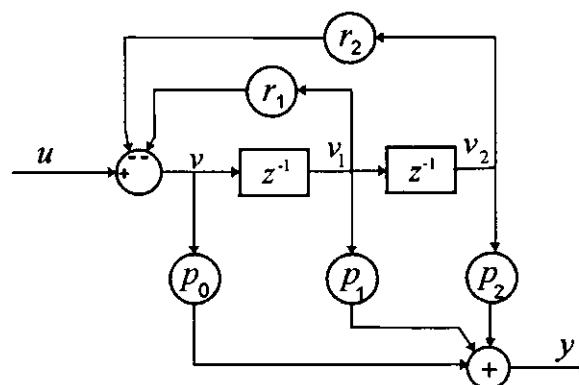 r₂
r₁
- -
u + v z⁻¹ v₁ z⁻¹ v₂
p₀ p₁ p₂
+ y